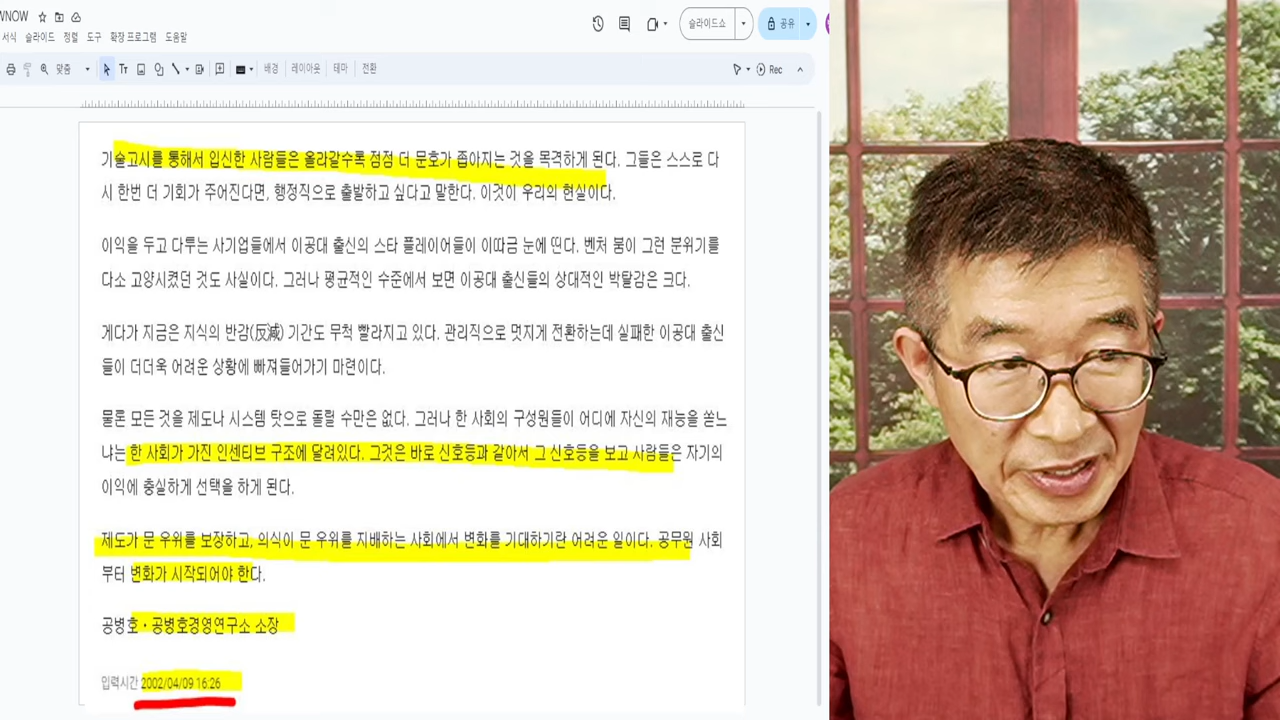 WNOW
서식 슬라이드 정렬 도구 확장 프로그램 도움말
슬라이드쇼
공유
맞춤
Tт
배경
레이아웃
테마
전환
Rec
기술고시를 통해서 입신한 사람들은 올라갈수록 점점 더 문호가 좁아지는 것을 목격하게 된다. 그들은 스스로 다
시 한번 더 기회가 주어진다면, 행정직으로 출발하고 싶다고 말한다. 이것이 우리의 현실이다.
이익을 두고 다투는 사기업들에서 이공대 출신의 스타 플레이어들이 이따금 눈에 띤다. 벤처 붐이 그런 분위기를
다소 고양시켰던 것도 사실이다. 그러나 평균적인 수준에서 보면 이공대 출신들의 상대적인 박탈감은 크다.
게다가 지금은 지식의 반감(反減) 기간도 무척 빨라지고 있다. 관리직으로 멋지게 전환하는데 실패한 이공대 출신
들이 더더욱 어려운 상황에 빠져들어가기 마련이다.
물론 모든 것을 제도나 시스템 탓으로 돌릴 수만은 없다. 그러나 한 사회의 구성원들이 어디에 자신의 재능을 쏟느
냐는 한 사회가 가진 인센티브 구조에 달려있다. 그것은 바로 신호등과 같아서 그 신호등을 보고 사람들은 자기의
이익에 충실하게 선택을 하게 된다.
제도가 문 우위를 보장하고, 의식이 문 우위를 지배하는 사회에서 변화를 기대하기란 어려운 일이다. 공무원 사회
부터 변화가 시작되어야 한다.
공병호・공병호경영연구소 소장
입력시간 2002/04/09 16:26